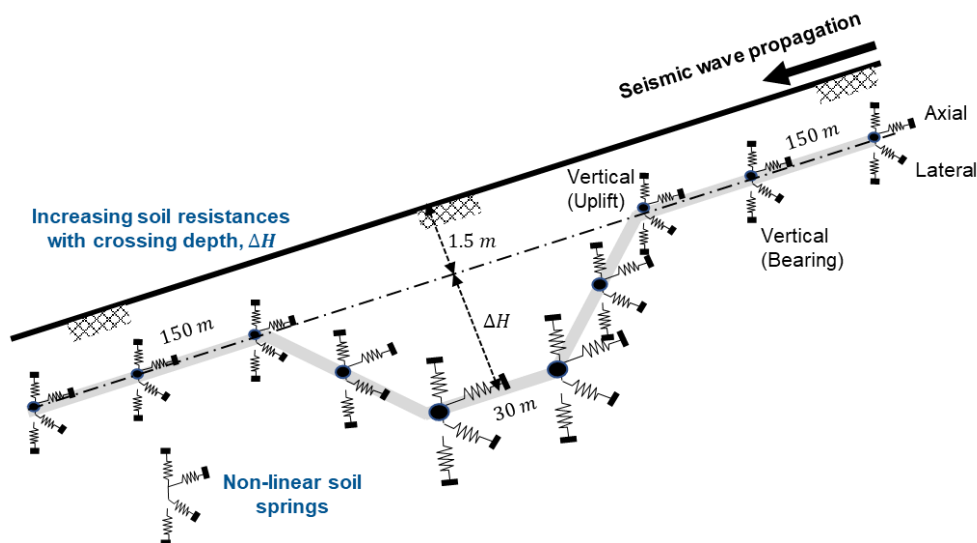 Seismic wave propagation
150 m
Axial
Lateral
Vertical
(Uplift)
Vertical
(Bearing)
Increasing soil resistances
with crossing depth, ΔH
1.5 m
ΔH
150 m
30 m
Non-linear soil
springs